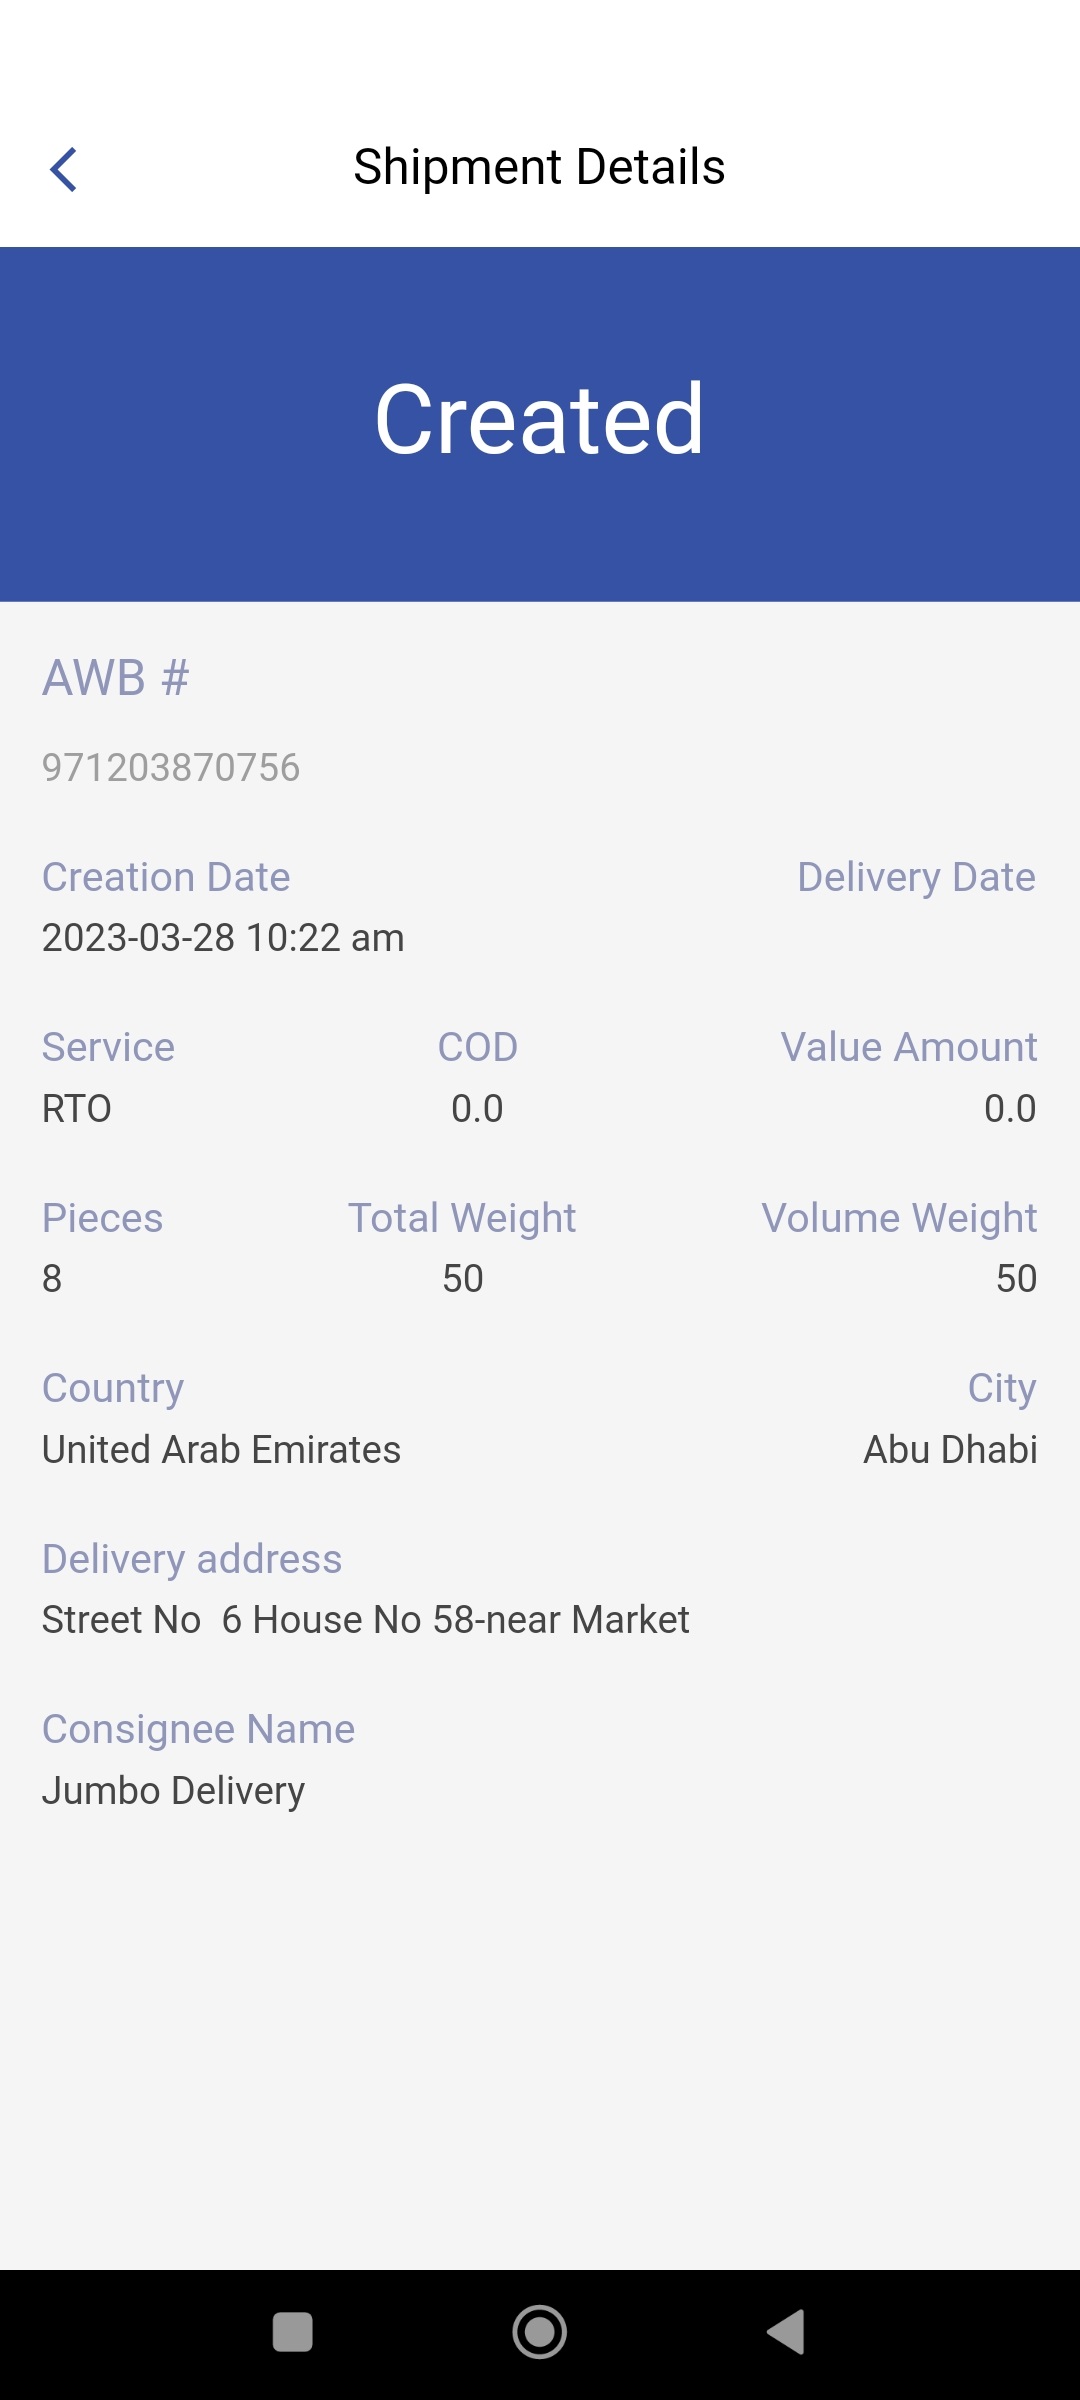 Shipment Details
Created
AWB #
971203870756
Creation Date Delivery Date
2023-03-28 10:22 am
Service COD Value Amount
RTO 0.0 0.0
Pieces Total Weight Volume Weight
8 50 50
Country City
United Arab Emirates Abu Dhabi
Delivery address
Street No  6 House No 58-near Market
Consignee Name
Jumbo Delivery